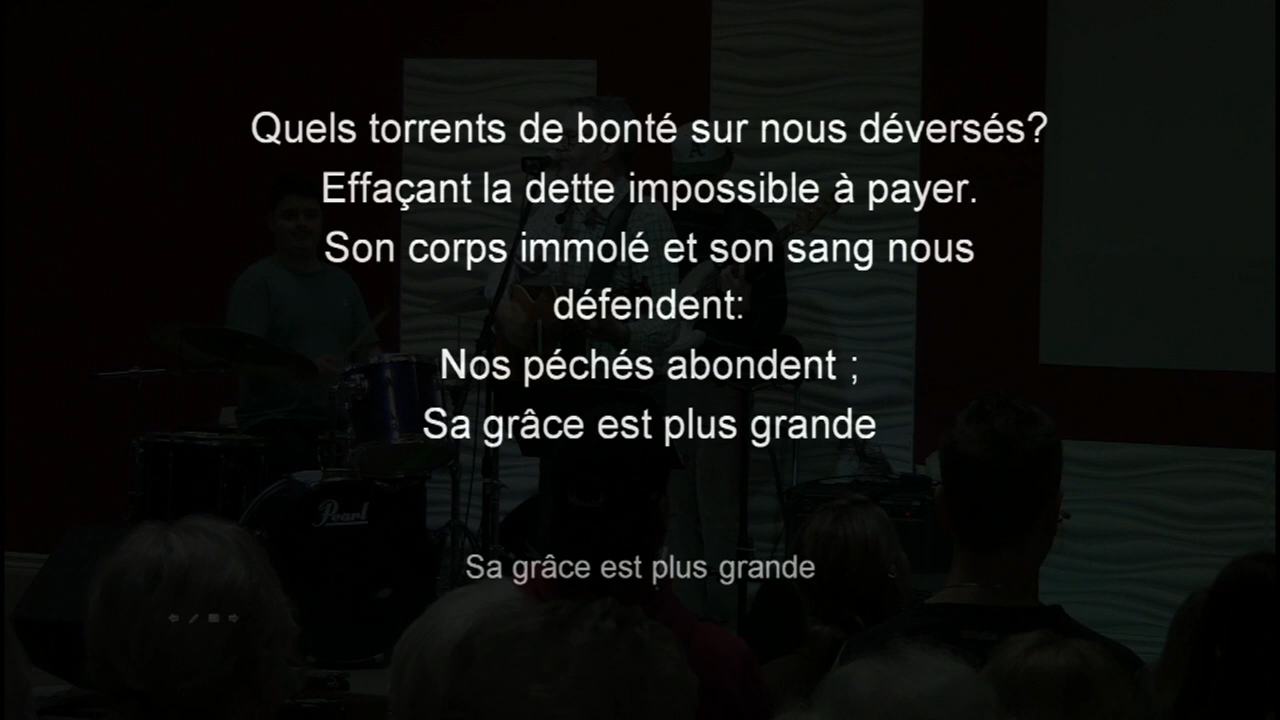 Quels torrents de bonté sur nous déversés?
Effaçant la dette impossible à payer.
Son corps immolé et son sang nous
défendent:
Nos péchés abondent ;
Sa grâce est plus grande
Pearl
Sa grâce est plus grande